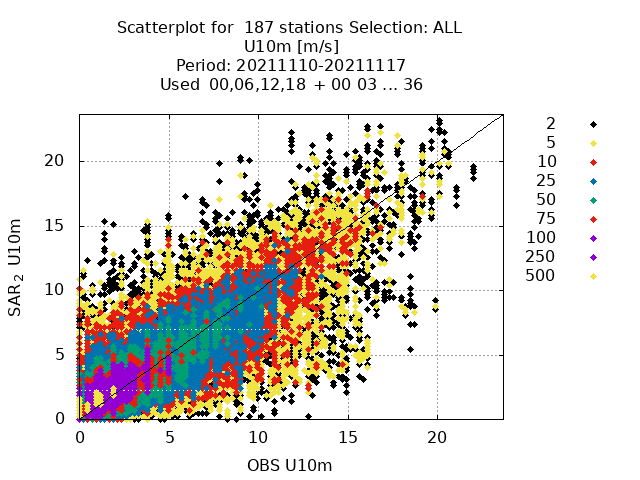 Scatterplot for  187 stations Selection: ALL
U10m [m/s]
Period: 20211110-20211117
Used  00,06,12,18 + 00 03 ... 36
2
5
10
25
50
75
100
250
500
20
15
10
5
0
SAR₂ U10m
0 5 10 15 20
OBS U10m